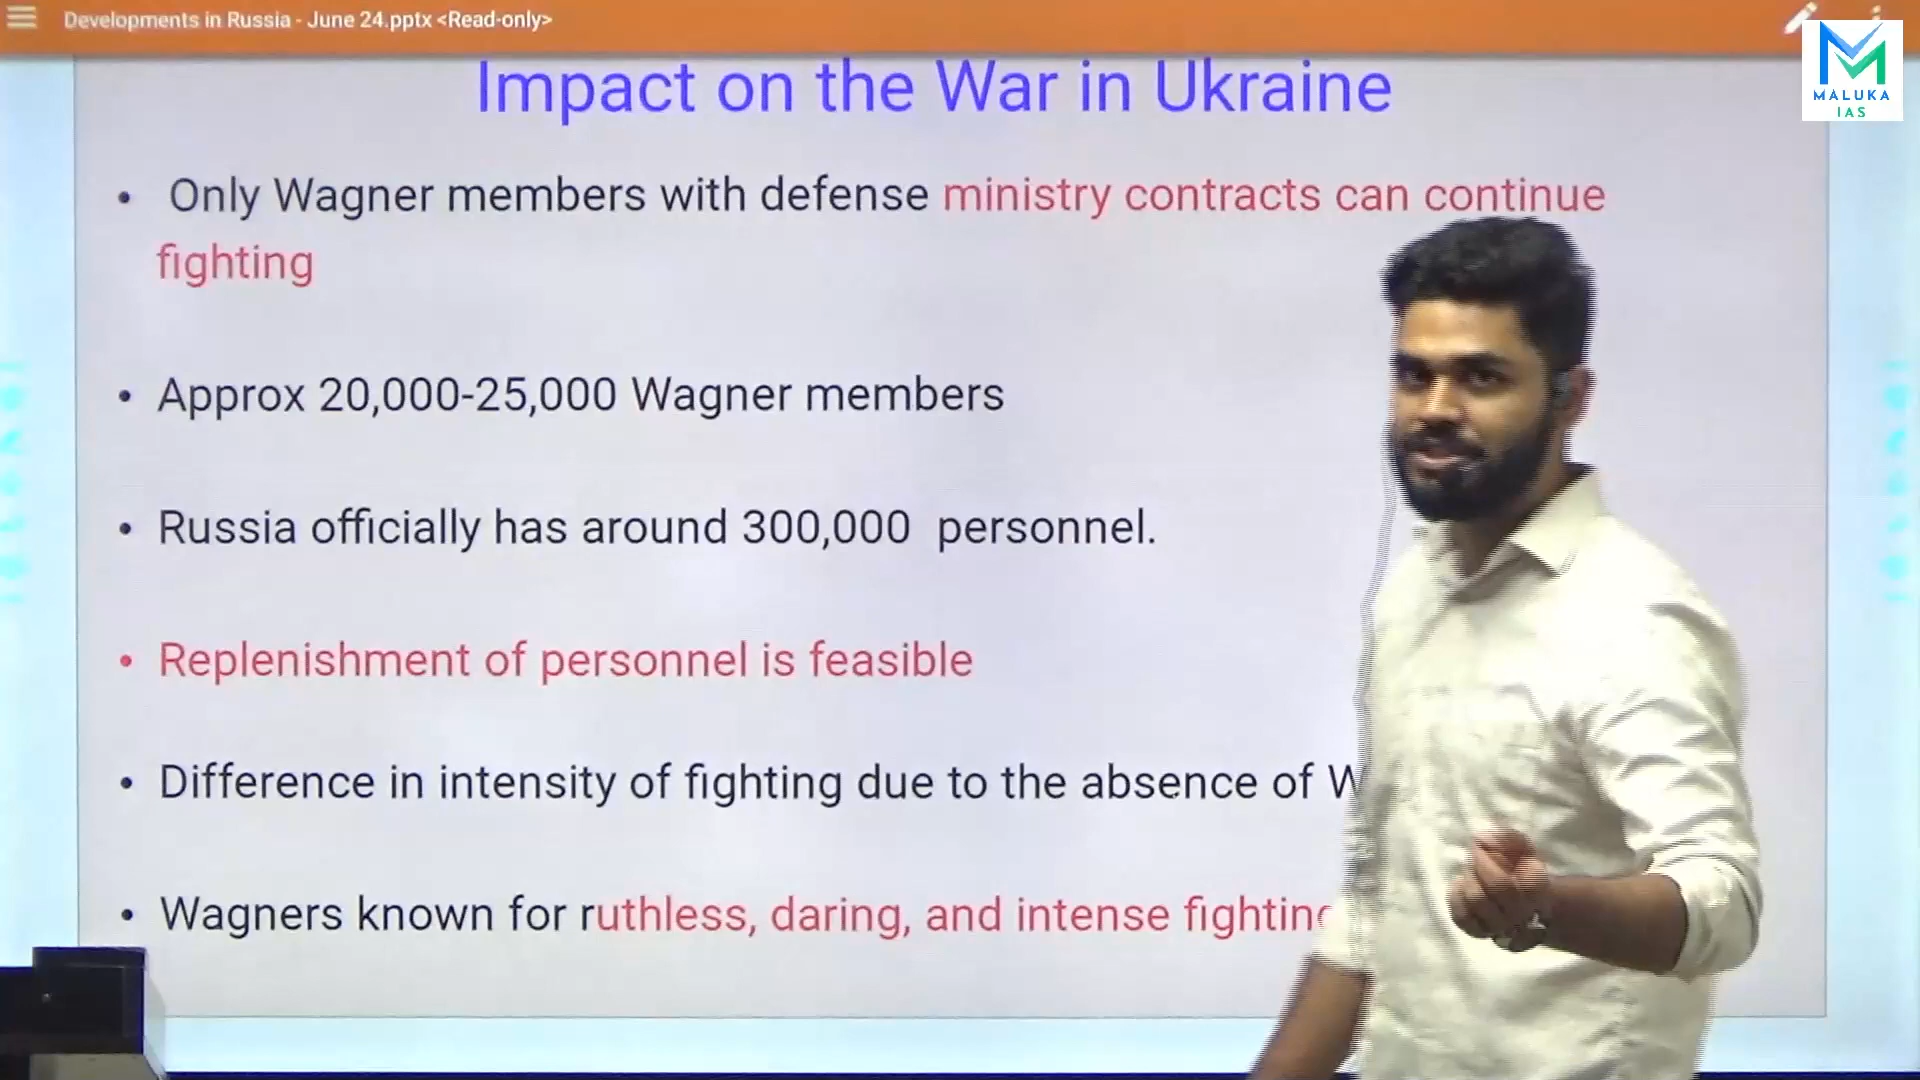 Developments in Russia - June 24.pptx <Read-only>
MALUKA
IAS
Impact on the War in Ukraine
• Only Wagner members with defense ministry contracts can continue
fighting
• Approx 20,000-25,000 Wagner members
• Russia officially has around 300,000 personnel.
• Replenishment of personnel is feasible
• Difference in intensity of fighting due to the absence of W
• Wagners known for ruthless, daring, and intense fighting